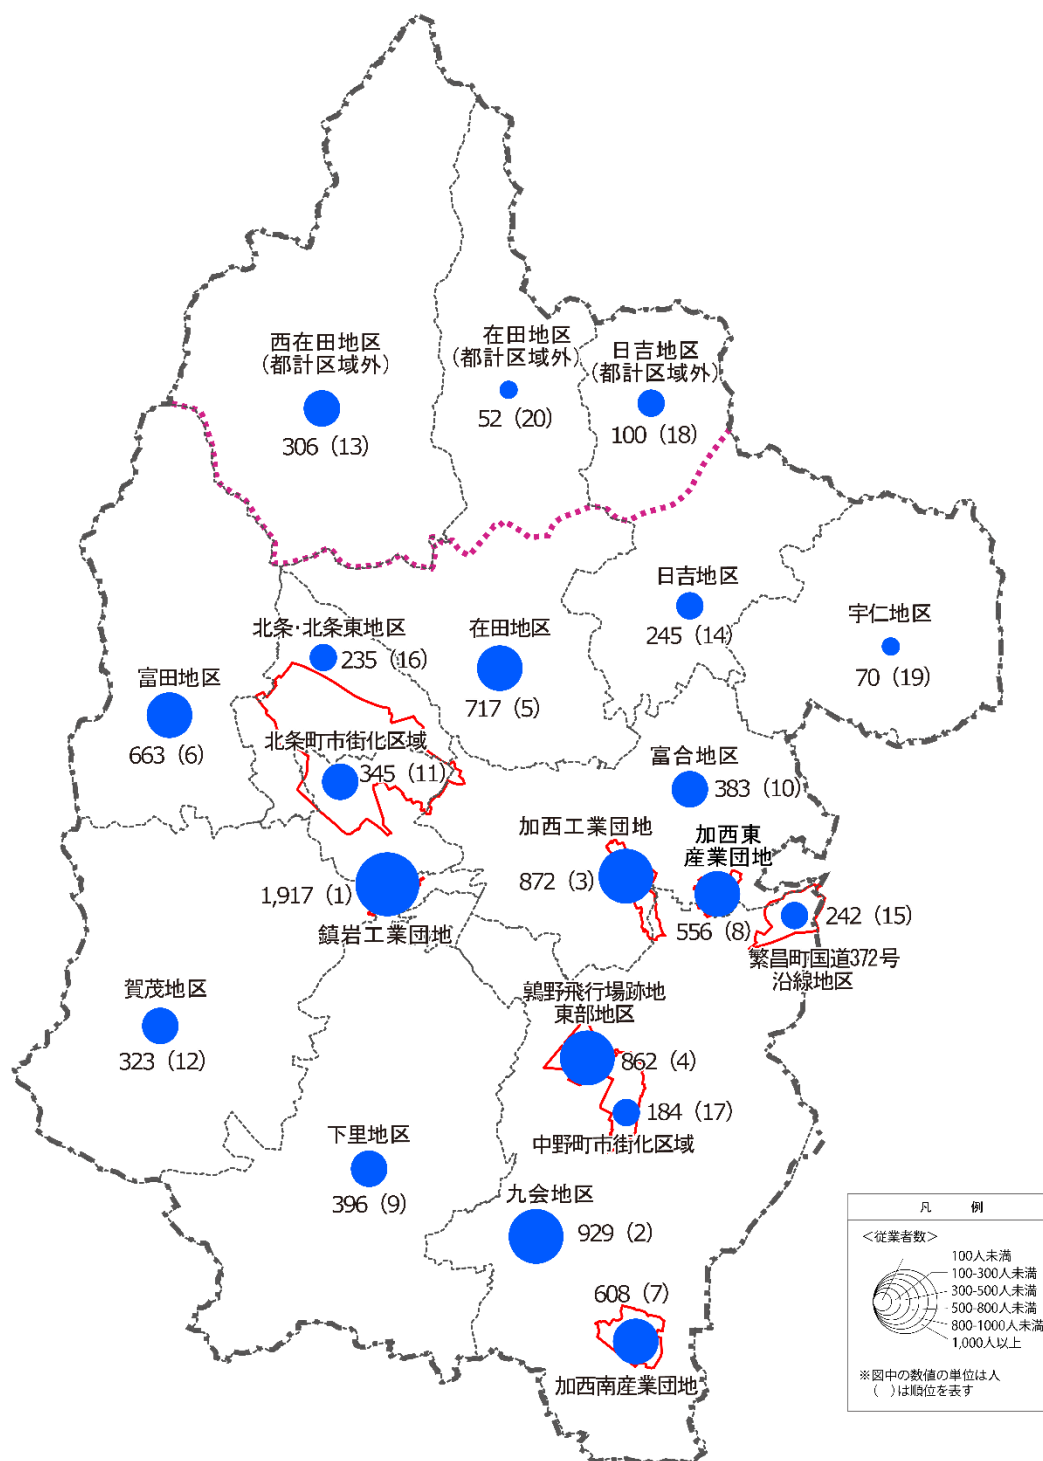 西在田地区
（都計区域外）
306（13）
在田地区
（都計区域外）
52（20）
日吉地区
（都計区域外）
100（18）
日吉地区
245（14）
宇仁地区
70（19）
北条・北条東地区
235（16）
在田地区
717（5）
富田地区
663（6）
北条町市街化区域
345（11）
富合地区
383（10）
加西工業団地
872（3）
加西東
産業団地
556（8）
1,917（1）
鎮岩工業団地
242（15）
繁昌町国道372号
沿線地区
賀茂地区
323（12）
鶉野飛行場跡地
東部地区
862（4）
184（17）
中野町市街化区域
下里地区
396（9）
九会地区
929（2）
608（7）
加西南産業団地
凡　例
＜従業者数＞
100人未満
100-300人未満
300-500人未満
500-800人未満
800-1000人未満
1,000人以上
※図中の数値の単位は人
（　）は順位を表す